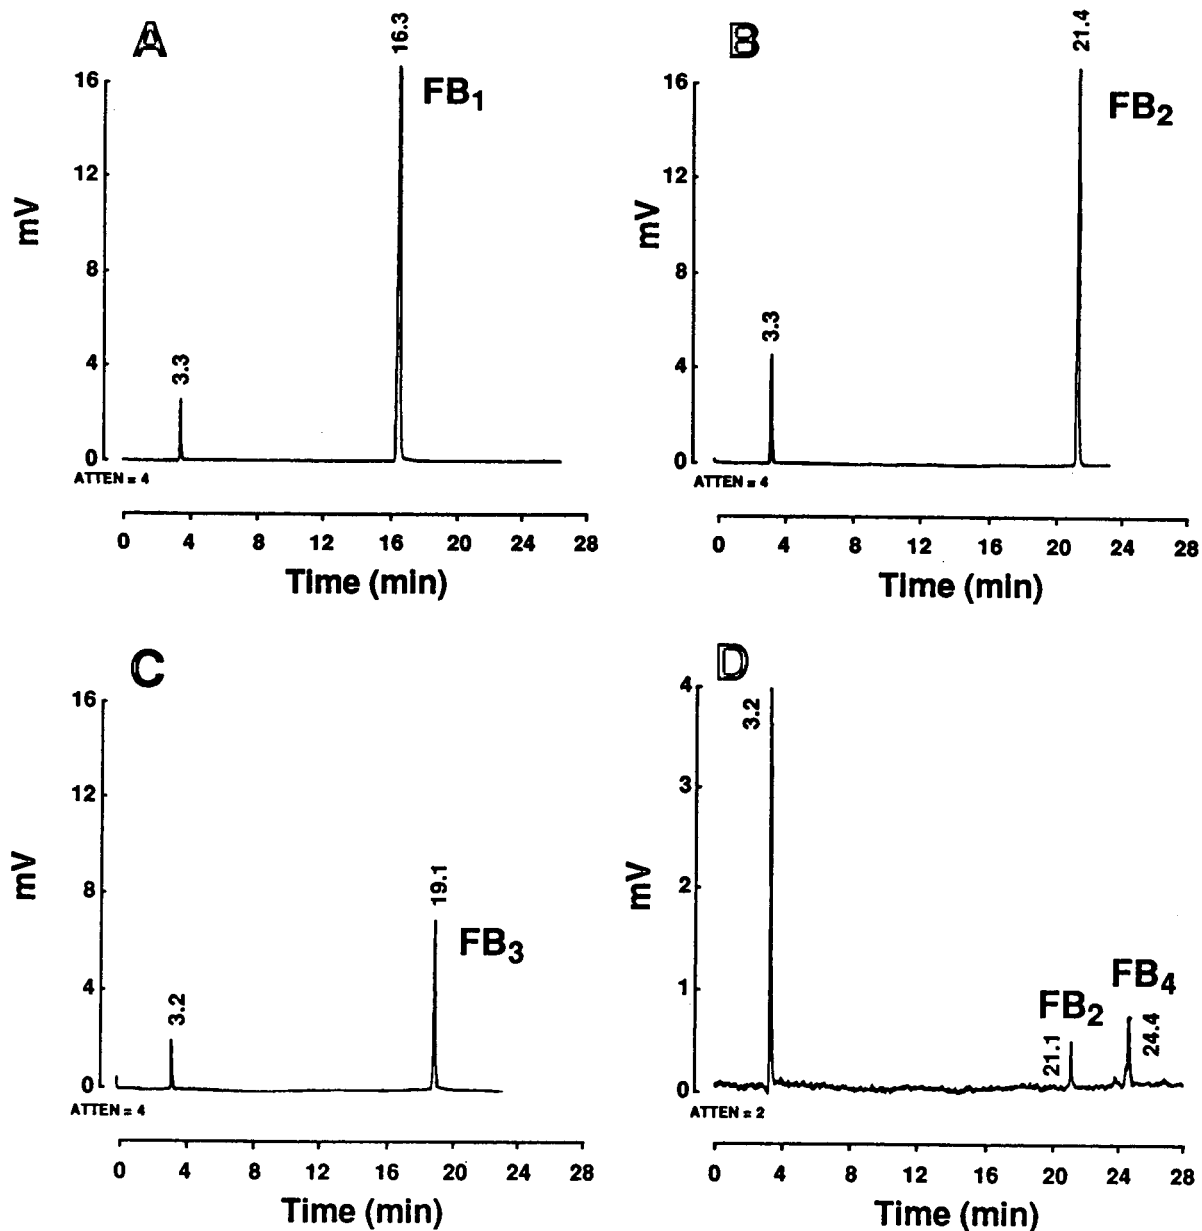 A
16.3
FB1
16
12
8
4
0
mV
3.3
ATTEN = 4
0 4 8 12 16 20 24 28
Time (min)
B
21.4
FB2
16
12
8
4
0
mV
3.3
ATTEN = 4
0 4 8 12 16 20 24 28
Time (min)
C
16
12
8
4
0
mV
3.2
19.1
FB3
ATTEN = 4
0 4 8 12 16 20 24 28
Time (min)
D
4
3
2
1
0
mV
3.2
FB2
21.1
FB4
24.4
ATTEN = 2
0 4 8 12 16 20 24 28
Time (min)